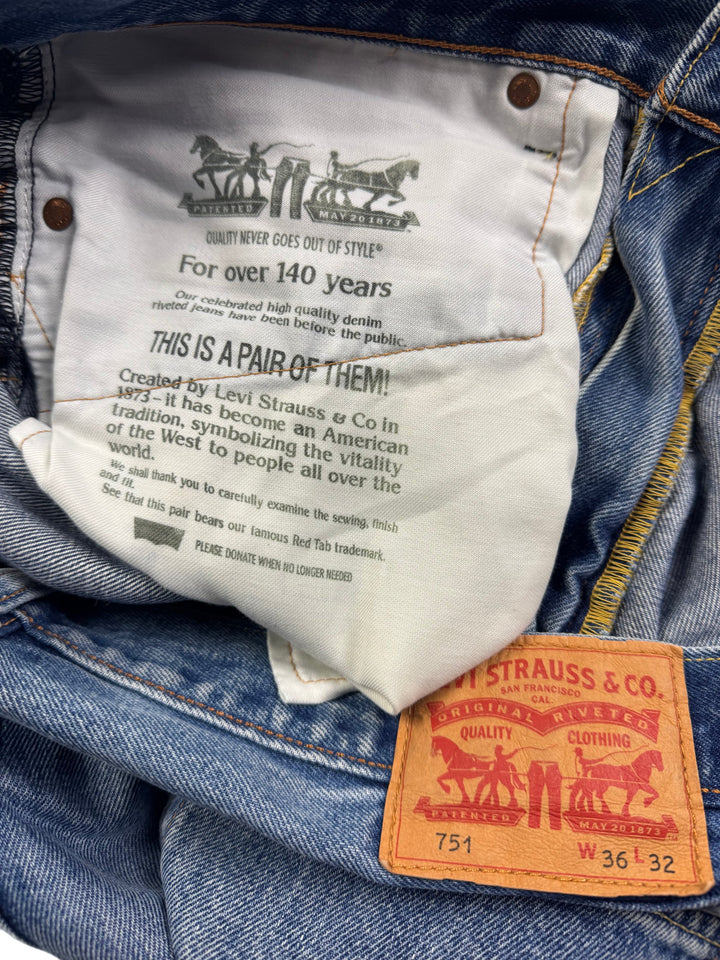 PATENTED MAY 20 1873
QUALITY NEVER GOES OUT OF STYLE®
For over 140 years
Our celebrated high quality denim
riveted jeans have been before the public.
THIS IS A PAIR OF THEM!
Created by Levi Strauss & Co in
1873–it has become an American
tradition, symbolizing the vitality
of the West to people all over the
world.
We shall thank you to carefully examine the sewing, finish
and fit.
See that this pair bears our famous Red Tab trademark.
PLEASE DONATE WHEN NO LONGER NEEDED
VI STRAUSS & CO.
SAN FRANCISCO
CAL
ORIGINAL RIVETED
QUALITY CLOTHING
PATENTED MAY 20 1873
751 W 36 L 32